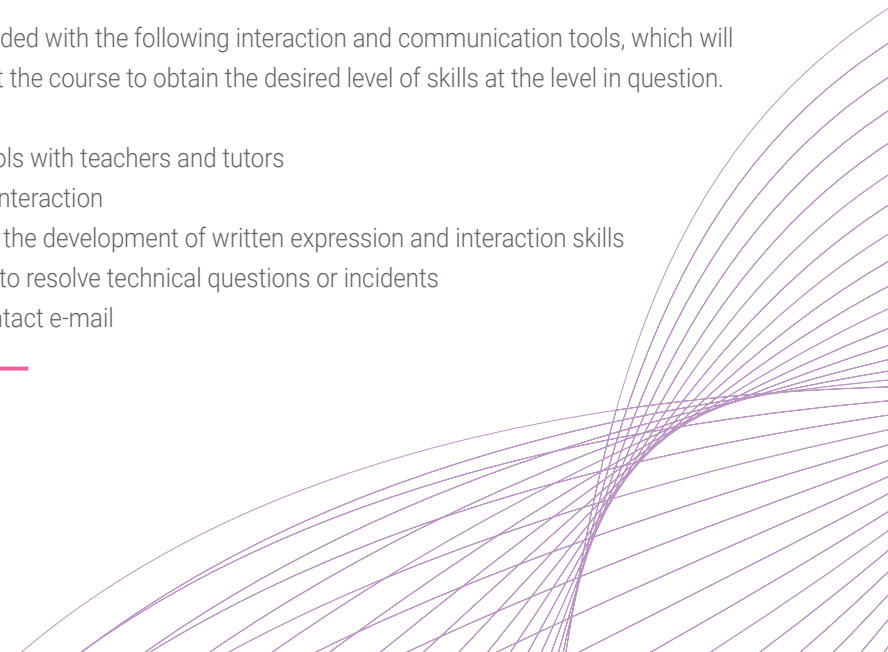 ded with the following interaction and communication tools, which will
t the course to obtain the desired level of skills at the level in question.
ols with teachers and tutors
nteraction
the development of written expression and interaction skills
to resolve technical questions or incidents
ntact e-mail